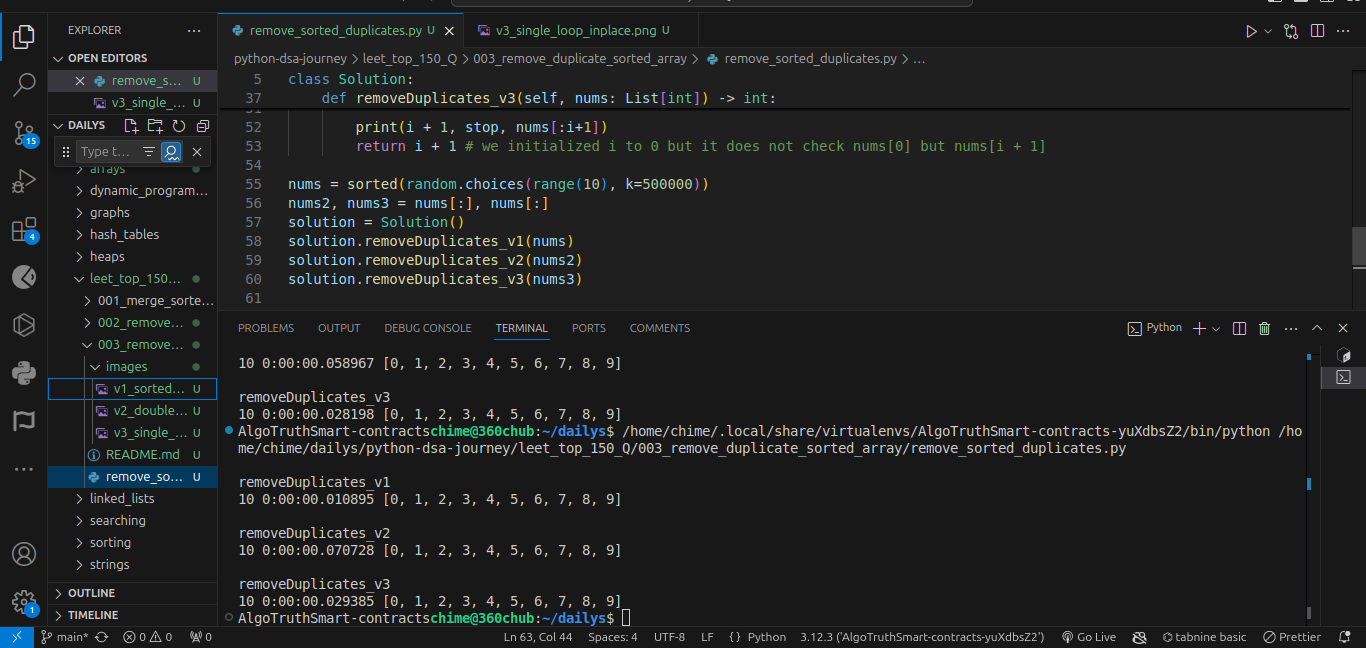 EXPLORER
···
OPEN EDITORS
remove_s... U
v3_single_... U
DAILYS
Type t...
arrays
dynamic_program...
graphs
hash_tables
heaps
leet_top_150...
001_merge_sorte...
002_remove...
003_remove...
images
v1_sorted... U
v2_double... U
v3_single_... U
README.md U
remove_so... U
linked_lists
searching
sorting
strings
OUTLINE
TIMELINE
15
4
1
remove_sorted_duplicates.py U
v3_single_loop_inplace.png U
python-dsa-journey > leet_top_150_Q > 003_remove_duplicate_sorted_array > remove_sorted_duplicates.py > ...
5 class Solution:
37 def removeDuplicates_v3(self, nums: List[int]) -> int:
52 print(i + 1, stop, nums[:i+1])
53 return i + 1 # we initialized i to 0 but it does not check nums[0] but nums[i + 1]
54
55 nums = sorted(random.choices(range(10), k=500000))
56 nums2, nums3 = nums[:], nums[:]
57 solution = Solution()
58 solution.removeDuplicates_v1(nums)
59 solution.removeDuplicates_v2(nums2)
60 solution.removeDuplicates_v3(nums3)
61
PROBLEMS OUTPUT DEBUG CONSOLE TERMINAL PORTS COMMENTS
Python
10 0:00:00.058967 [0, 1, 2, 3, 4, 5, 6, 7, 8, 9]
removeDuplicates_v3
10 0:00:00.028198 [0, 1, 2, 3, 4, 5, 6, 7, 8, 9]
AlgoTruthSmart-contractschime@360chub:~/dailys$ /home/chime/.local/share/virtualenvs/AlgoTruthSmart-contracts-yuXdbsZ2/bin/python /ho
me/chime/dailys/python-dsa-journey/leet_top_150_Q/003_remove_duplicate_sorted_array/remove_sorted_duplicates.py
removeDuplicates_v1
10 0:00:00.010895 [0, 1, 2, 3, 4, 5, 6, 7, 8, 9]
removeDuplicates_v2
10 0:00:00.070728 [0, 1, 2, 3, 4, 5, 6, 7, 8, 9]
removeDuplicates_v3
10 0:00:00.029385 [0, 1, 2, 3, 4, 5, 6, 7, 8, 9]
AlgoTruthSmart-contractschime@360chub:~/dailys$
main* 0 0 0 Ln 63, Col 44 Spaces: 4 UTF-8 LF {} Python 3.12.3 ('AlgoTruthSmart-contracts-yuXdbsZ2') Go Live tabnine basic Prettier